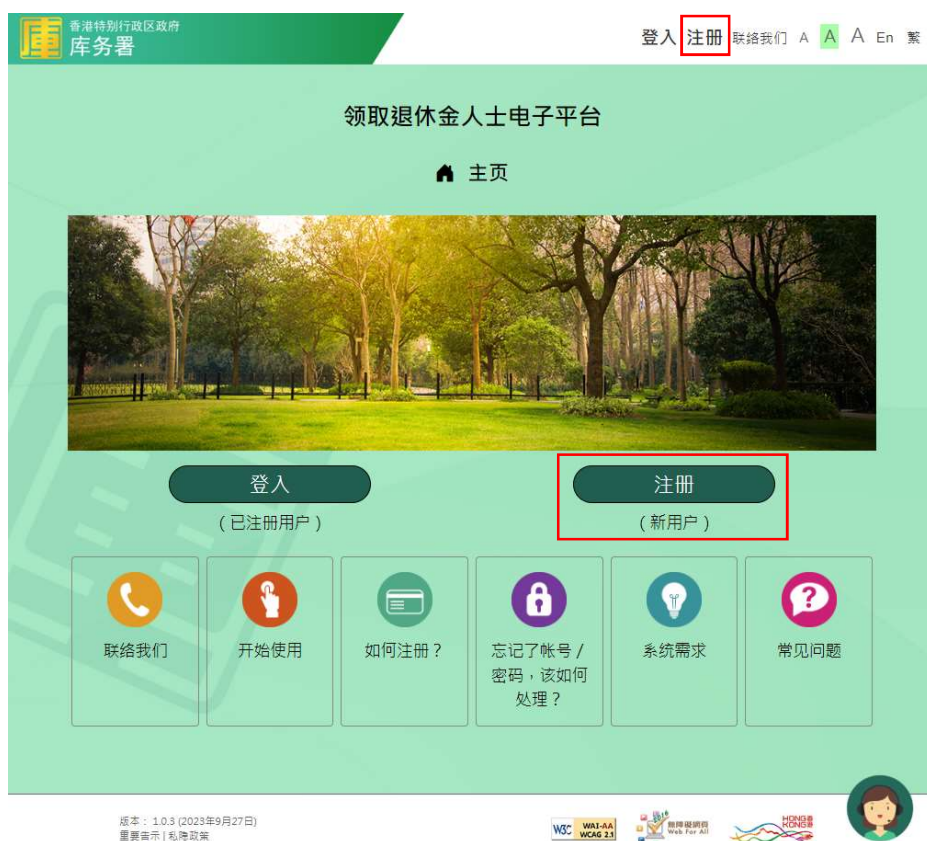 庫
香港特别行政区政府
库务署
登入 注册 联络我们 A A A En 繁
领取退休金人士电子平台
主页
登入
(已注册用户)
注册
(新用户)
联络我们
开始使用
如何注册?
忘记了帐号 /
密码,该如何
处理?
系统需求
常见问题
版本: 1.0.3 (2023年9月27日)
重要告示 | 私隐政策
W3C WAI-AA
WCAG 2.1
無障礙網頁
Web For All
HONG
KONG